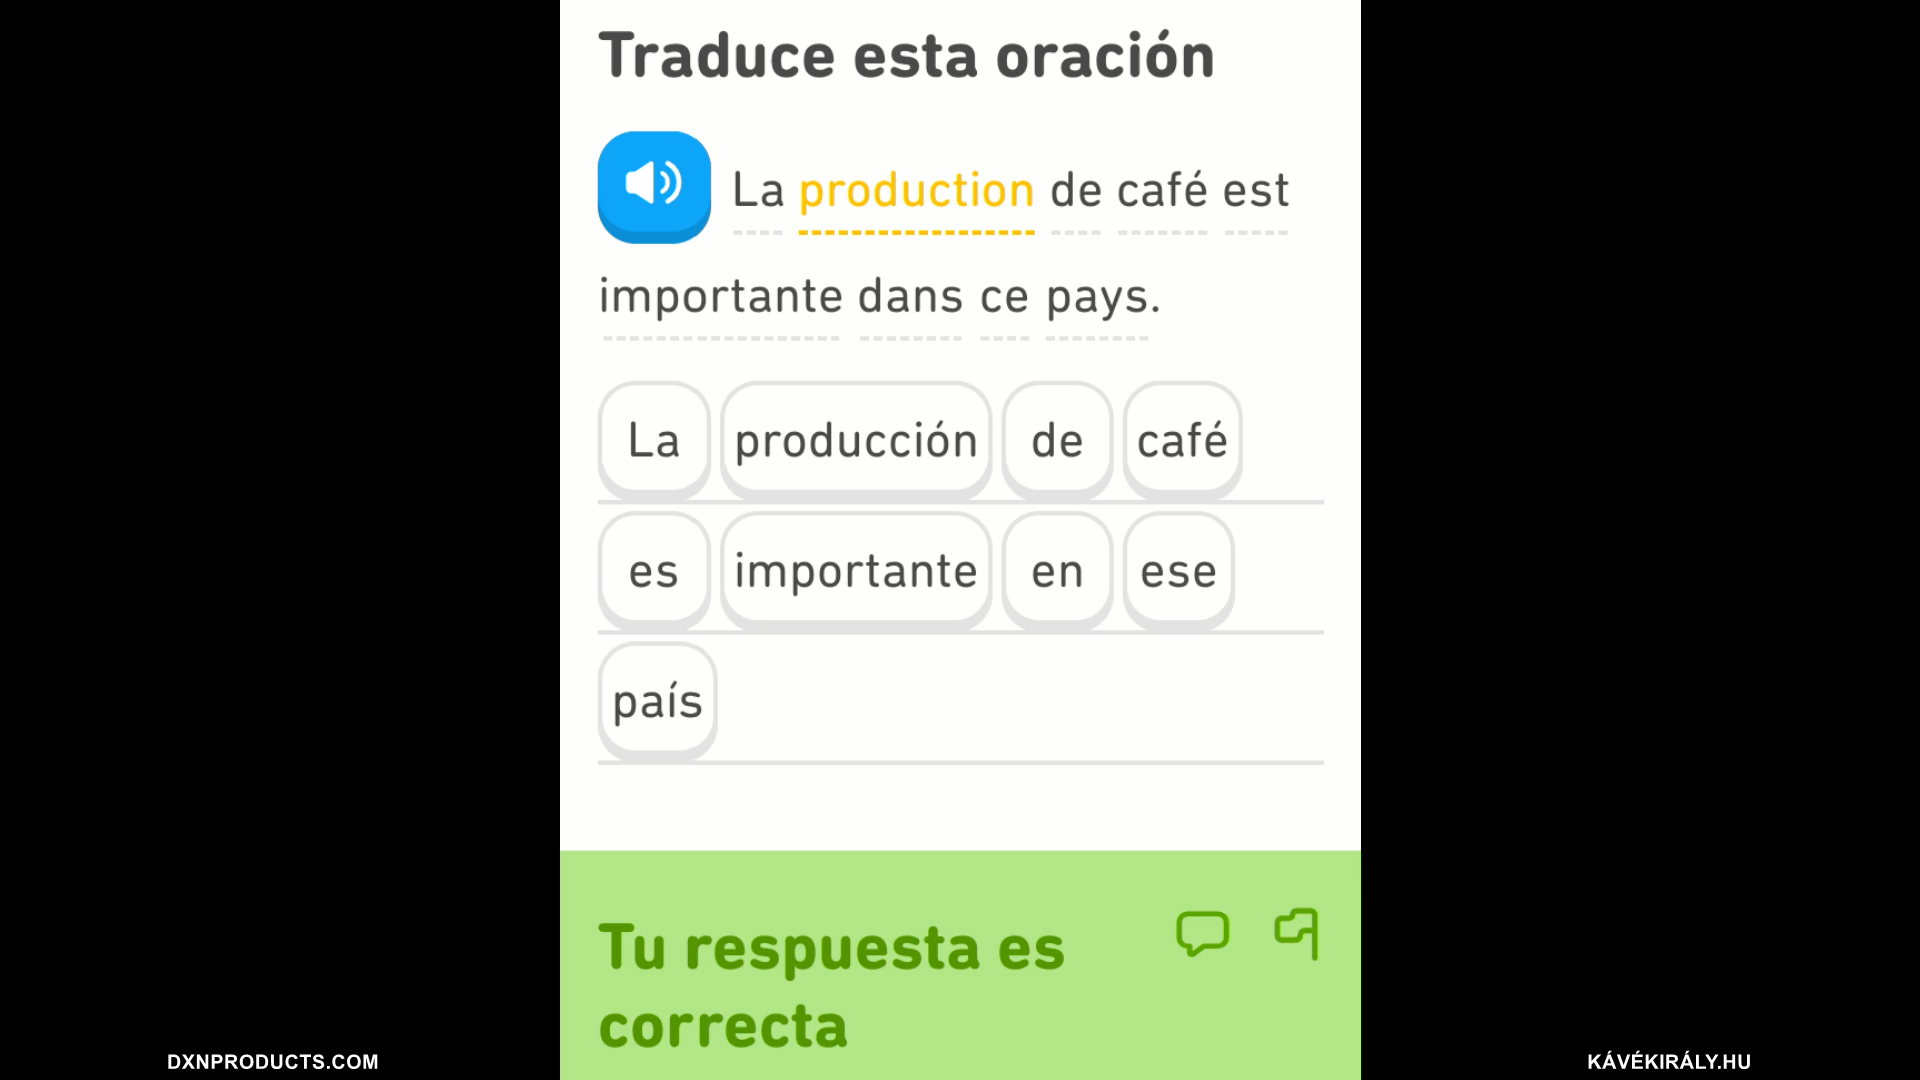 Traduce esta oración
La production de café est
importante dans ce pays.
La producción de café
es importante en ese
país
Tu respuesta es
correcta
DXNPRODUCTS.COM
KÁVÉKIRÁLY.HU